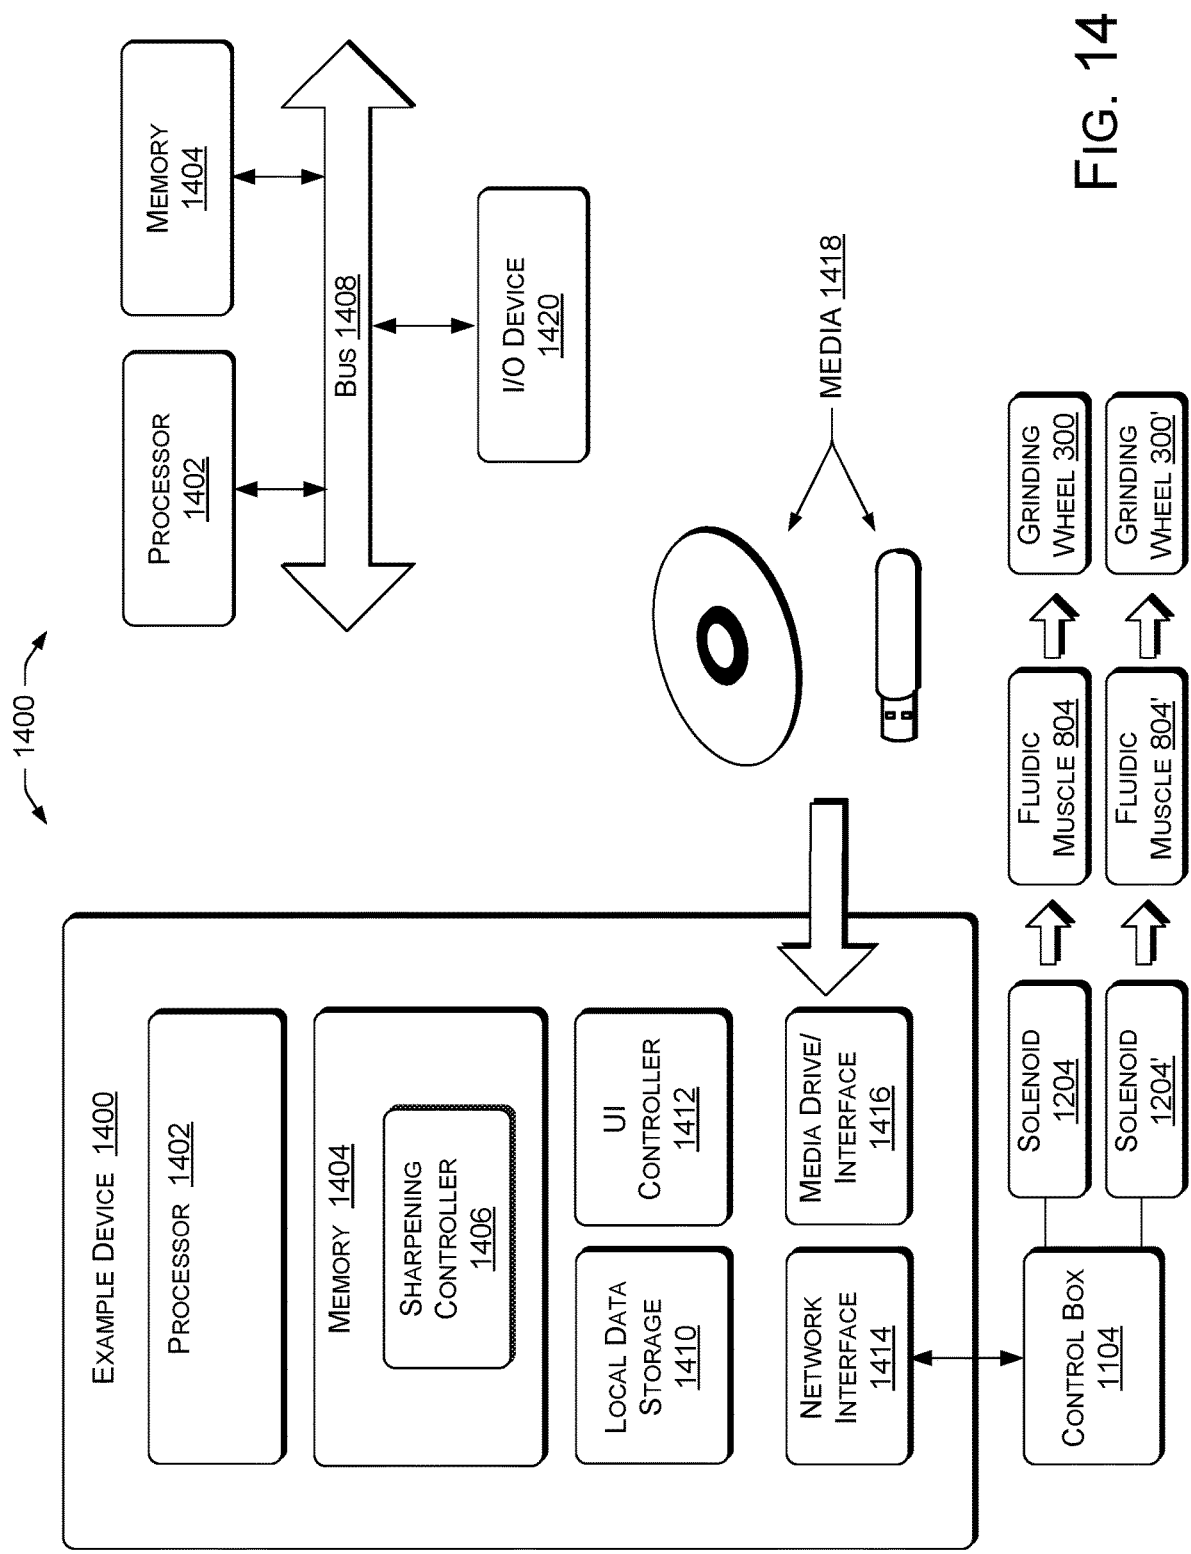 1400
EXAMPLE DEVICE 1400
PROCESSOR 1402
MEMORY 1404
SHARPENING
CONTROLLER
1406
LOCAL DATA
STORAGE
1410
UI
CONTROLLER
1412
NETWORK
INTERFACE
1414
MEDIA DRIVE/
INTERFACE
1416
PROCESSOR
1402
MEMORY
1404
BUS 1408
I/O DEVICE
1420
MEDIA 1418
CONTROL BOX
1104
SOLENOID
1204
FLUIDIC
MUSCLE 804
GRINDING
WHEEL 300
SOLENOID
1204'
FLUIDIC
MUSCLE 804'
GRINDING
WHEEL 300'
FIG. 14